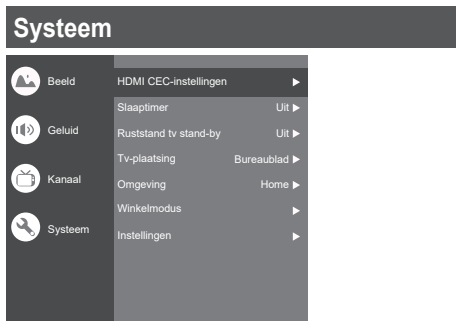 Systeem
Beeld
Geluid
Kanaal
Systeem
HDMI CEC-instellingen
Slaaptimer Uit
Ruststand tv stand-by Uit
Tv-plaatsing Bureaublad
Omgeving Home
Winkelmodus
Instellingen